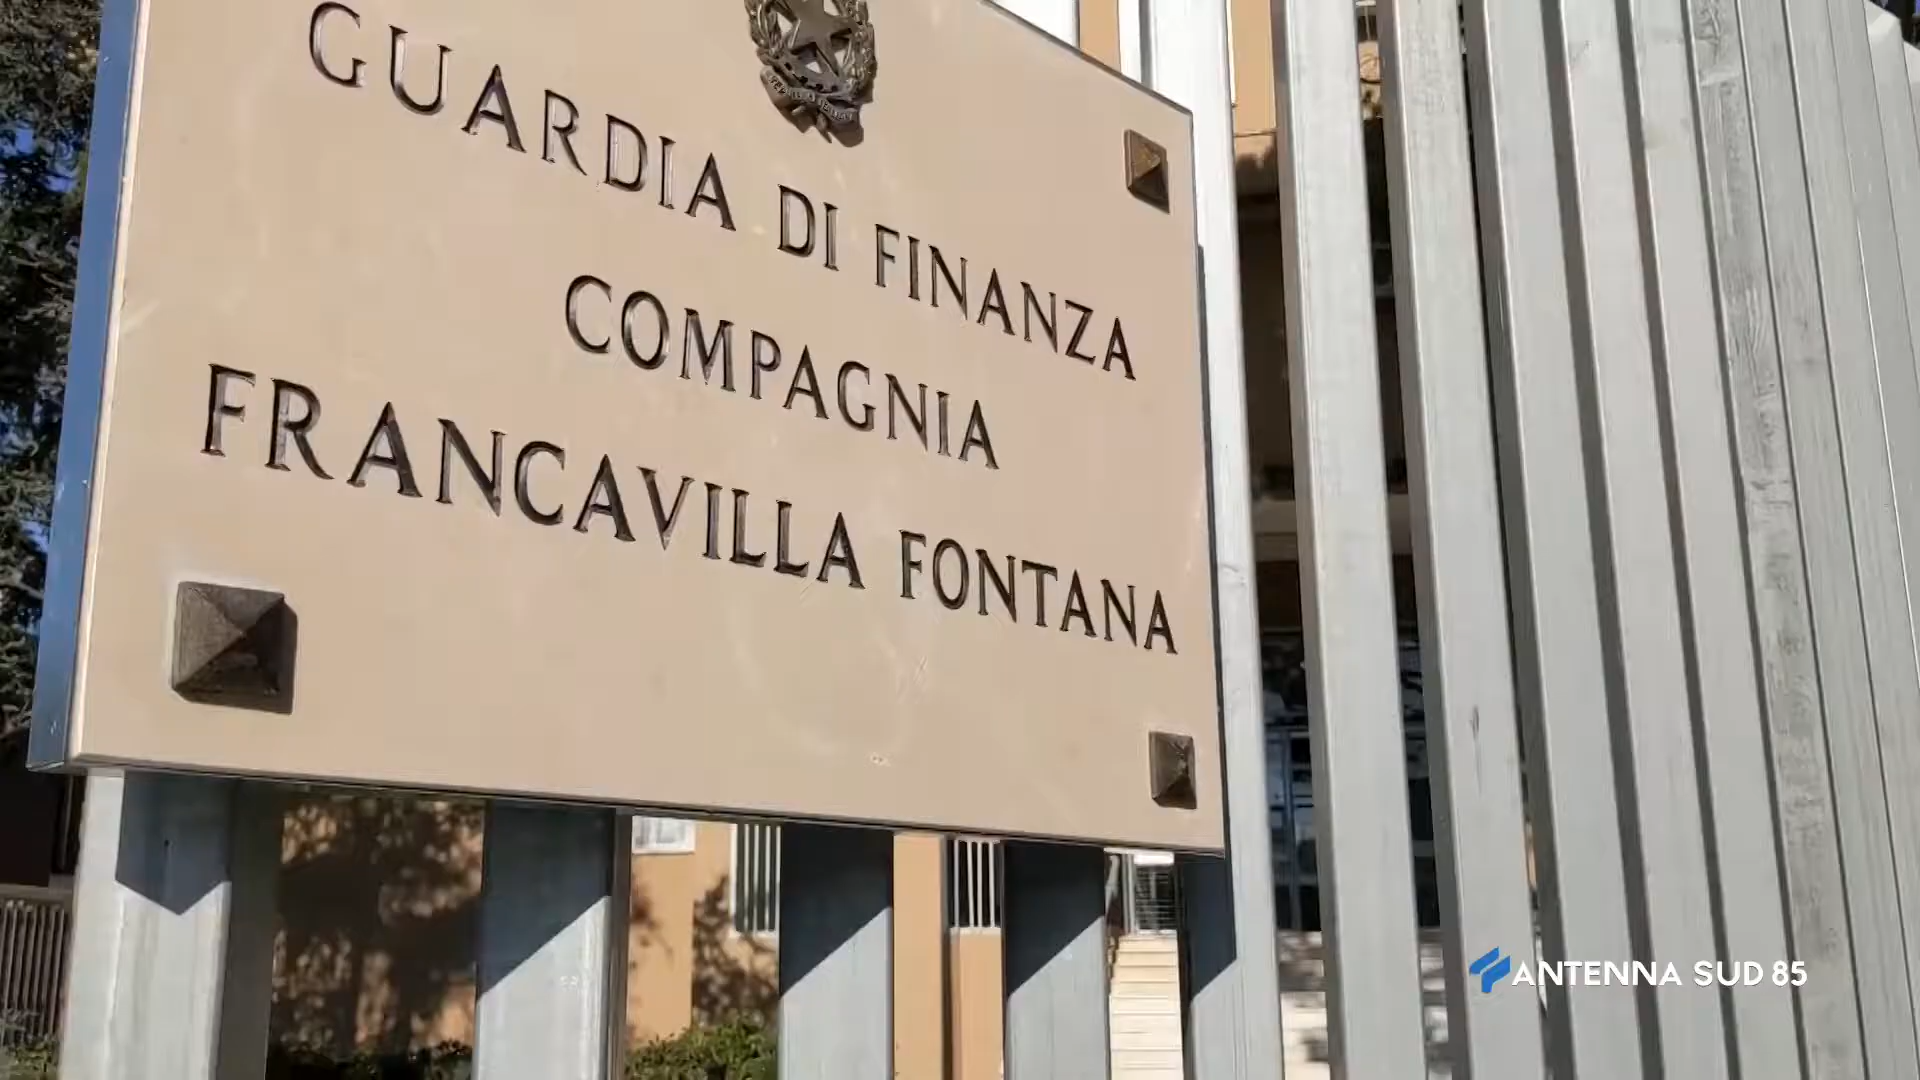 GUARDIA DI FINANZA
COMPAGNIA
FRANCAVILLA FONTANA
ANTENNA SUD 85